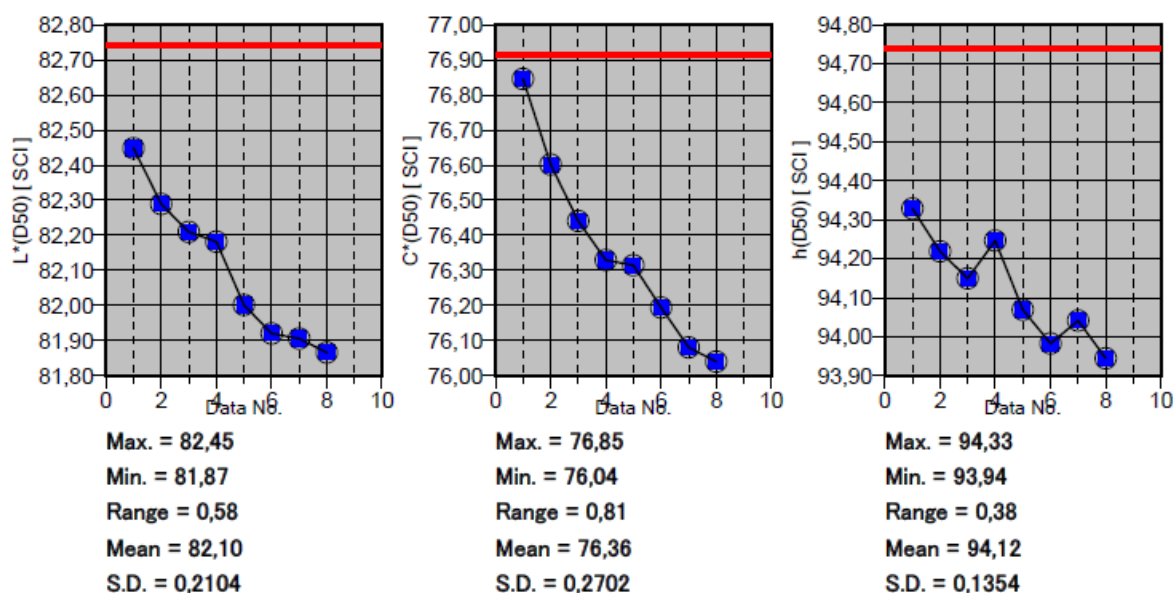 82,80
82,70
82,60
82,50
82,40
82,30
82,20
82,10
82,00
81,90
81,80
L*(D50) [ SCI ]
0 2 4 6 8 10
Data No.
Max. = 82,45
Min. = 81,87
Range = 0,58
Mean = 82,10
S.D. = 0,2104
77,00
76,90
76,80
76,70
76,60
76,50
76,40
76,30
76,20
76,10
76,00
C*(D50) [ SCI ]
0 2 4 6 8 10
Data No.
Max. = 76,85
Min. = 76,04
Range = 0,81
Mean = 76,36
S.D. = 0,2702
94,80
94,70
94,60
94,50
94,40
94,30
94,20
94,10
94,00
93,90
h(D50) [ SCI ]
0 2 4 6 8 10
Data No.
Max. = 94,33
Min. = 93,94
Range = 0,38
Mean = 94,12
S.D. = 0,1354